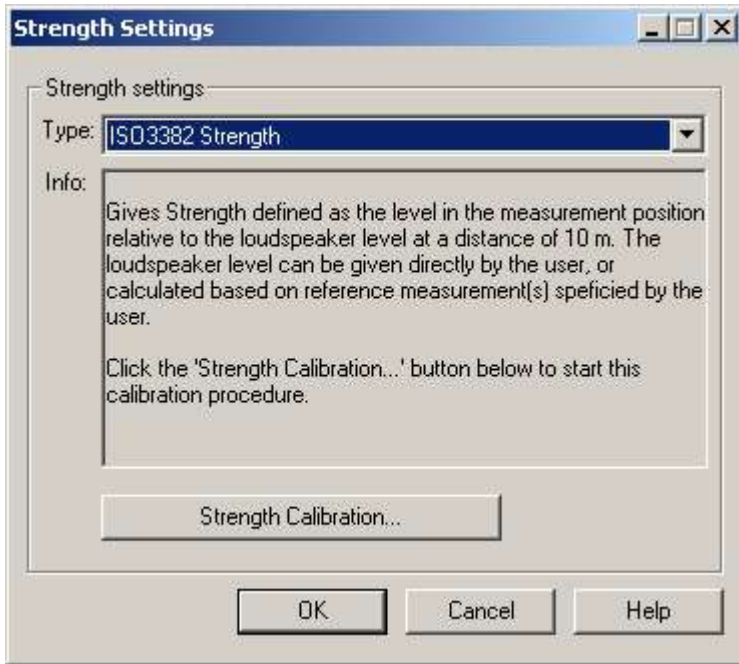 Strength Settings
Strength settings
Type: ISO3382 Strength
Info:
Gives Strength defined as the level in the measurement position
relative to the loudspeaker level at a distance of 10 m. The
loudspeaker level can be given directly by the user, or
calculated based on reference measurement(s) speficied by the
user.
Click the 'Strength Calibration...' button below to start this
calibration procedure.
Strength Calibration...
OK Cancel Help